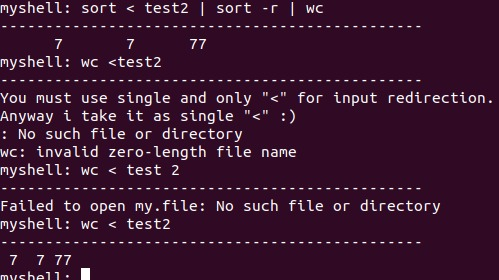 myshell: sort < test2 | sort -r | wc
-----------------------------------------------
      7       7      77
myshell: wc <test2
-----------------------------------------------
You must use single and only "<" for input redirection.
Anyway i take it as single "<" :)
: No such file or directory
wc: invalid zero-length file name
myshell: wc < test 2
-----------------------------------------------
Failed to open my.file: No such file or directory
myshell: wc < test2
-----------------------------------------------
 7  7 77
myshell: